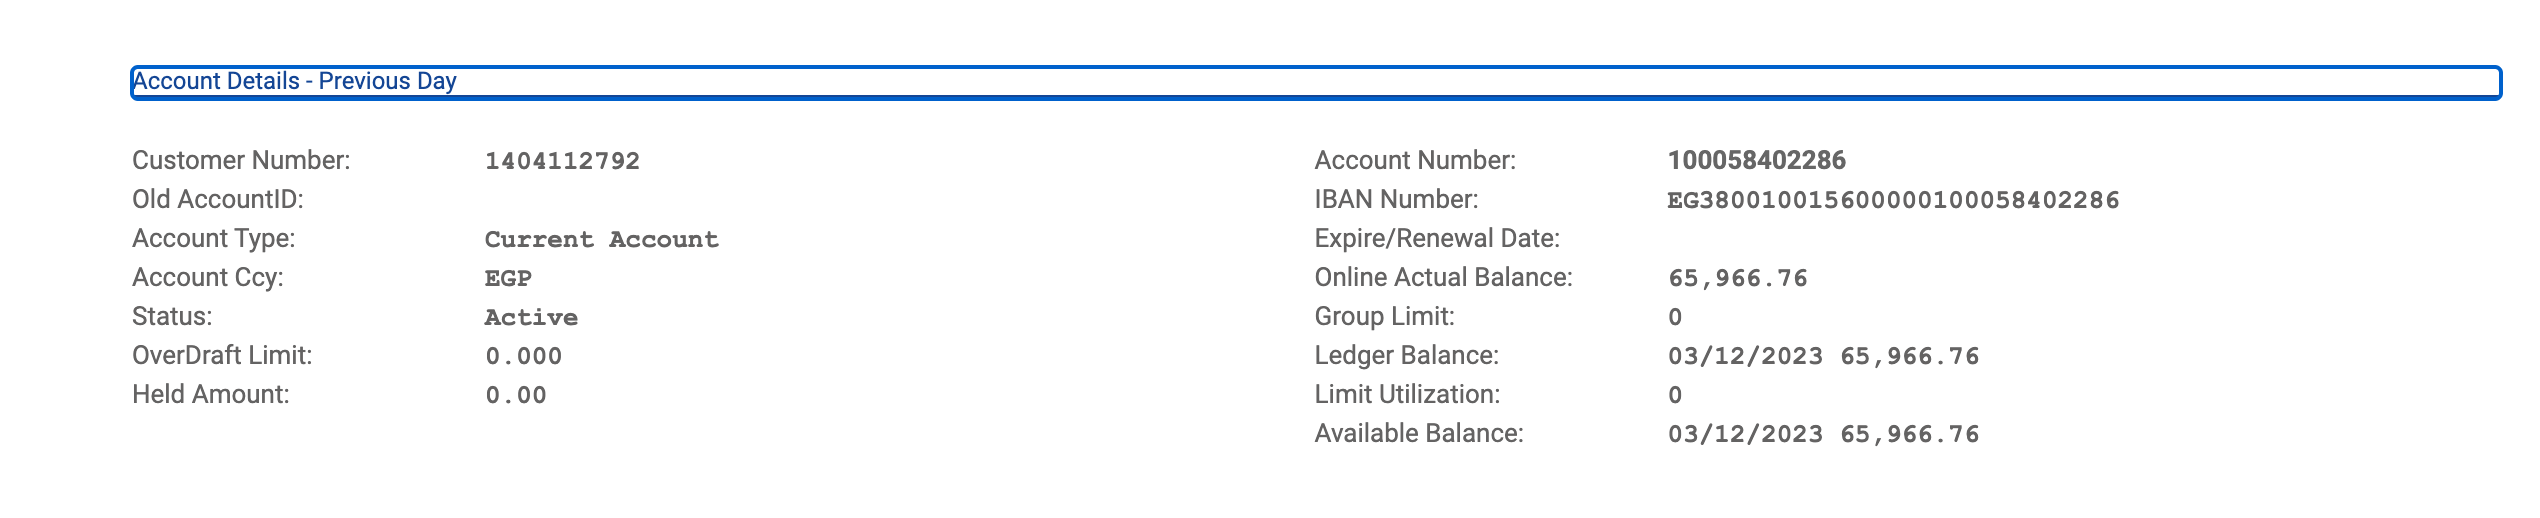 Account Details - Previous Day
Customer Number: 1404112792
Old AccountID:
Account Type: Current Account
Account Ccy: EGP
Status: Active
OverDraft Limit: 0.000
Held Amount: 0.00
Account Number: 100058402286
IBAN Number: EG380010015600000100058402286
Expire/Renewal Date:
Online Actual Balance: 65,966.76
Group Limit: 0
Ledger Balance: 03/12/2023 65,966.76
Limit Utilization: 0
Available Balance: 03/12/2023 65,966.76